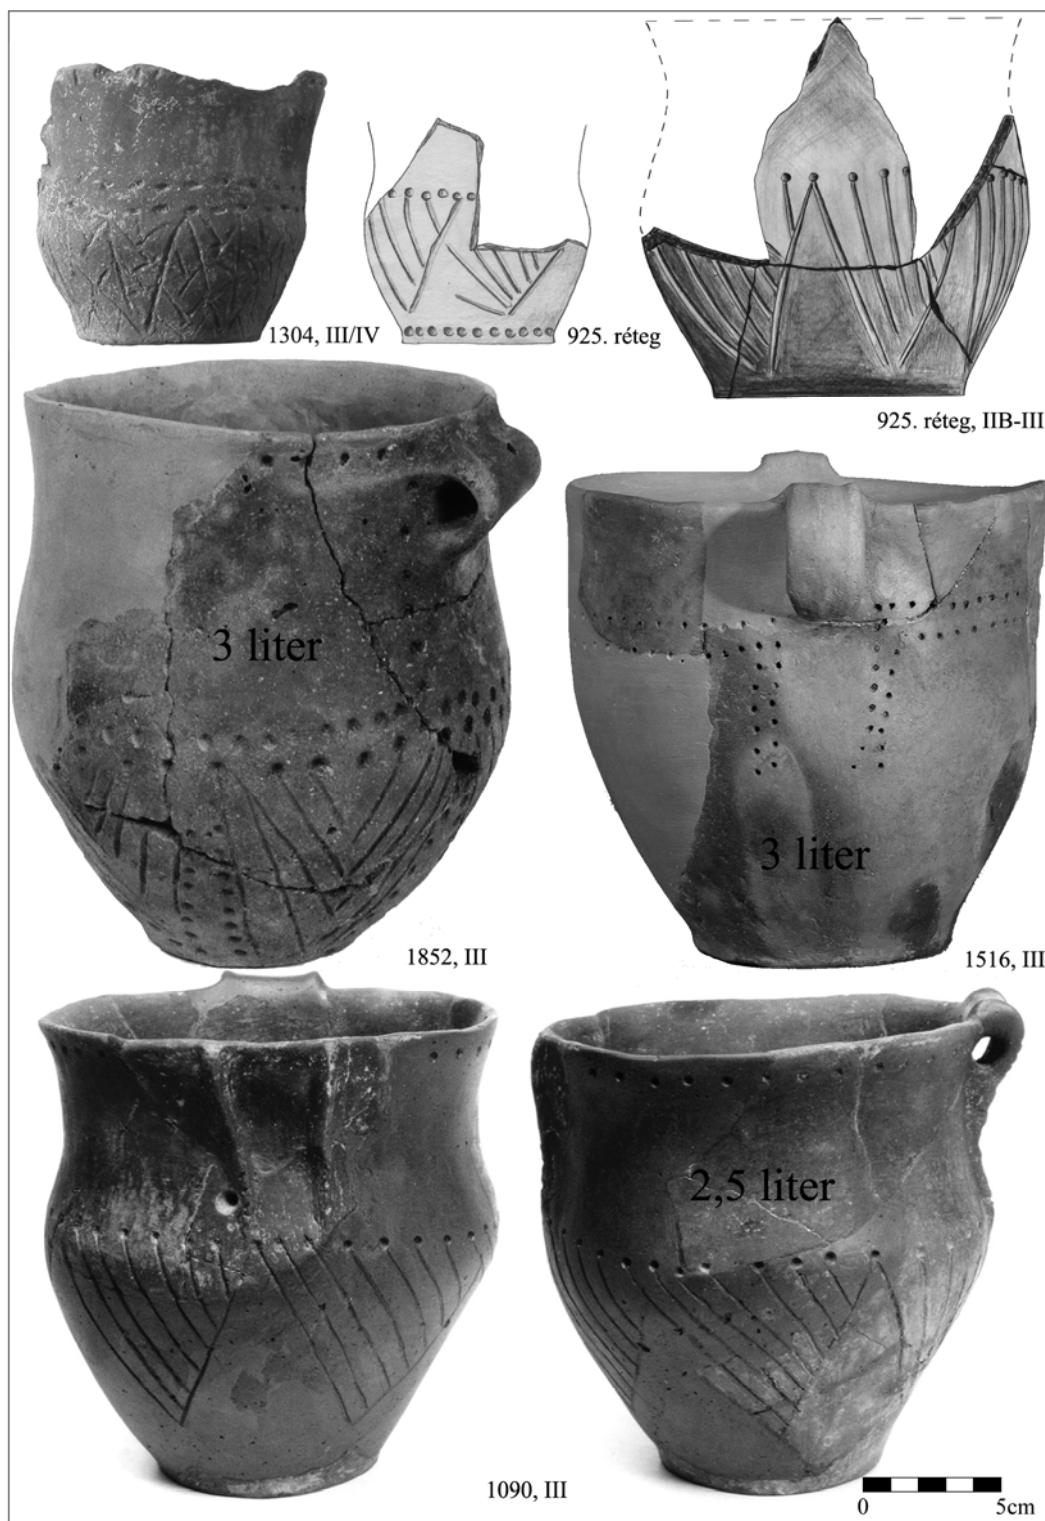 1304, III/IV
925. réteg
925. réteg, IIB-III
3 liter
3 liter
1852, III
1516, III
2,5 liter
1090, III
0 5cm